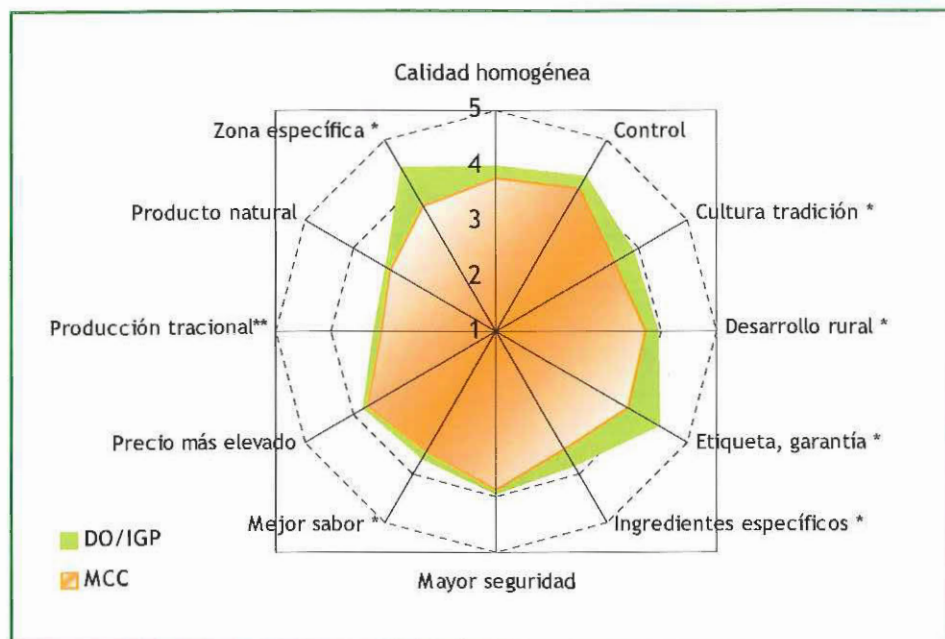 Calidad homogénea
5
Zona específica *
Control
4
Producto natural
Cultura tradición *
3
2
Producción tracional**
1
Desarrollo rural *
Precio más elevado
Etiqueta, garantía *
Mejor sabor *
Ingredientes específicos *
DO/IGP
MCC
Mayor seguridad